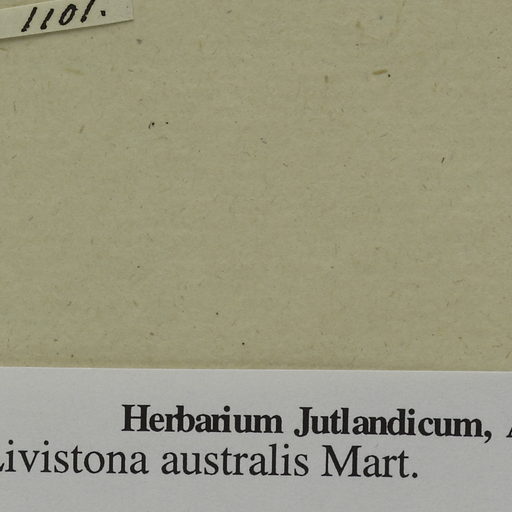 1101.
Herbarium Jutlandicum,
Livistona australis Mart.